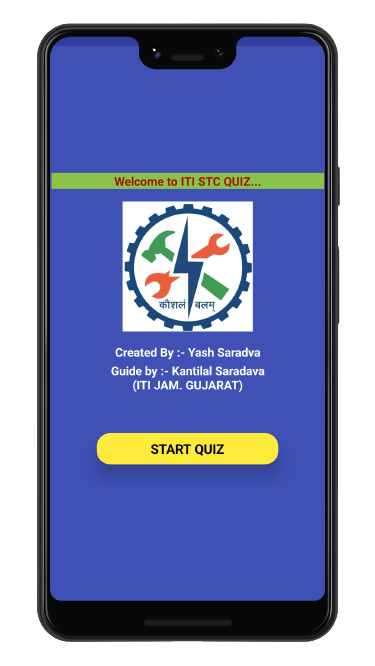 Welcome to ITI STC QUIZ...
कौशलं बलम्
Created By :- Yash Saradva
Guide by :- Kantilal Saradava
(ITI JAM. GUJARAT)
START QUIZ